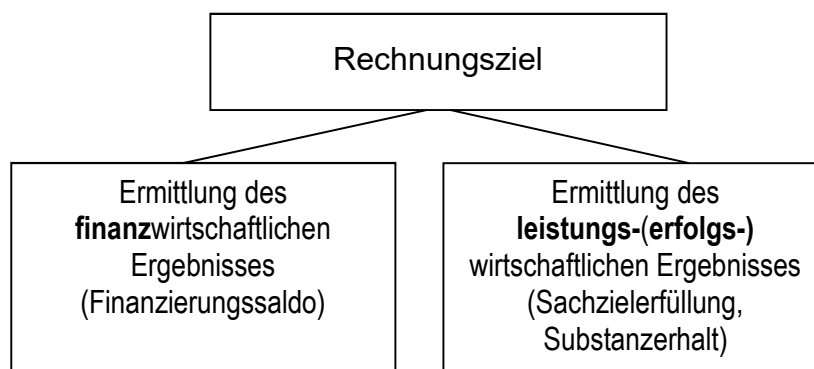 Rechnungsziel
Ermittlung des
finanzwirtschaftlichen
Ergebnisses
(Finanzierungssaldo)
Ermittlung des
leistungs-(erfolgs-)
wirtschaftlichen Ergebnisses
(Sachzielerfüllung,
Substanzerhalt)